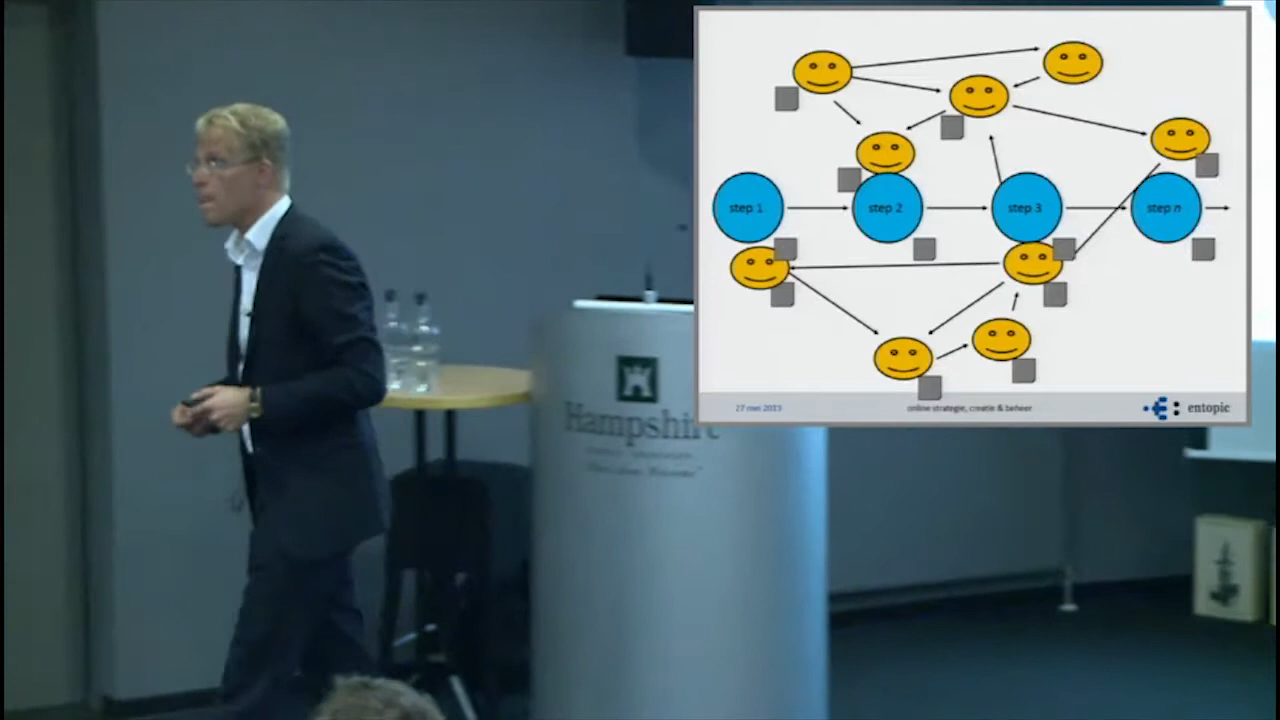 step 1
step 2
step 3
step n
27 mei 2013
online strategie, creatie & beheer
entopic
Hampshire